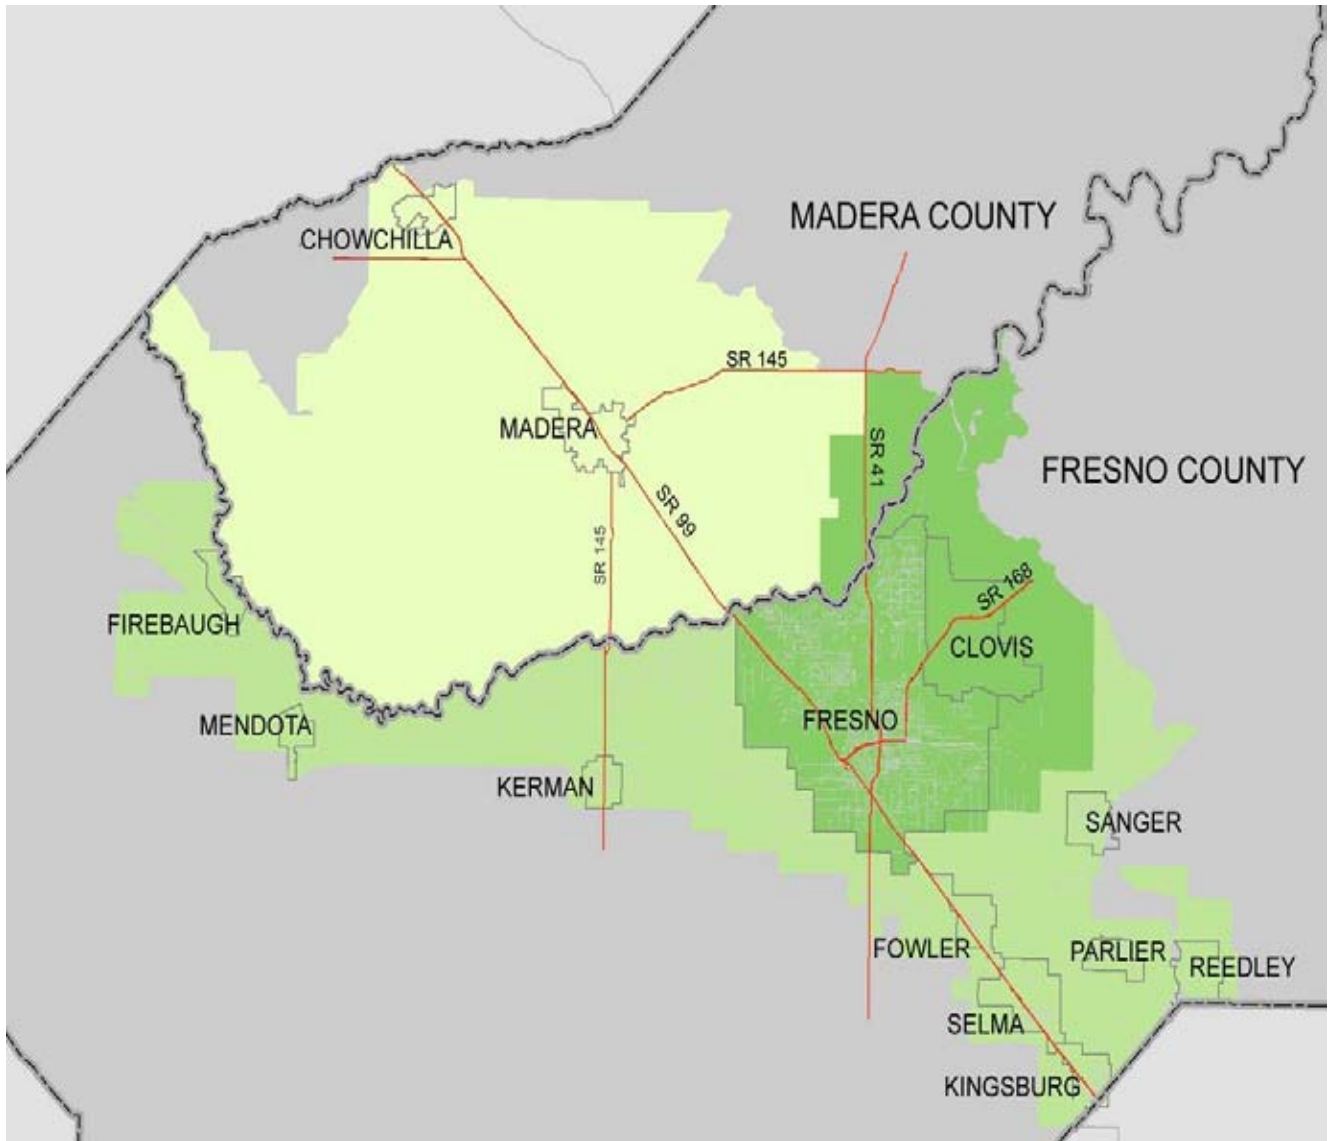 MADERA COUNTY
CHOWCHILLA
SR 145
MADERA
SR 41
FRESNO COUNTY
SR 99
SR 145
SR 168
FIREBAUGH
CLOVIS
MENDOTA
FRESNO
KERMAN
SANGER
FOWLER
PARLIER
REEDLEY
SELMA
KINGSBURG